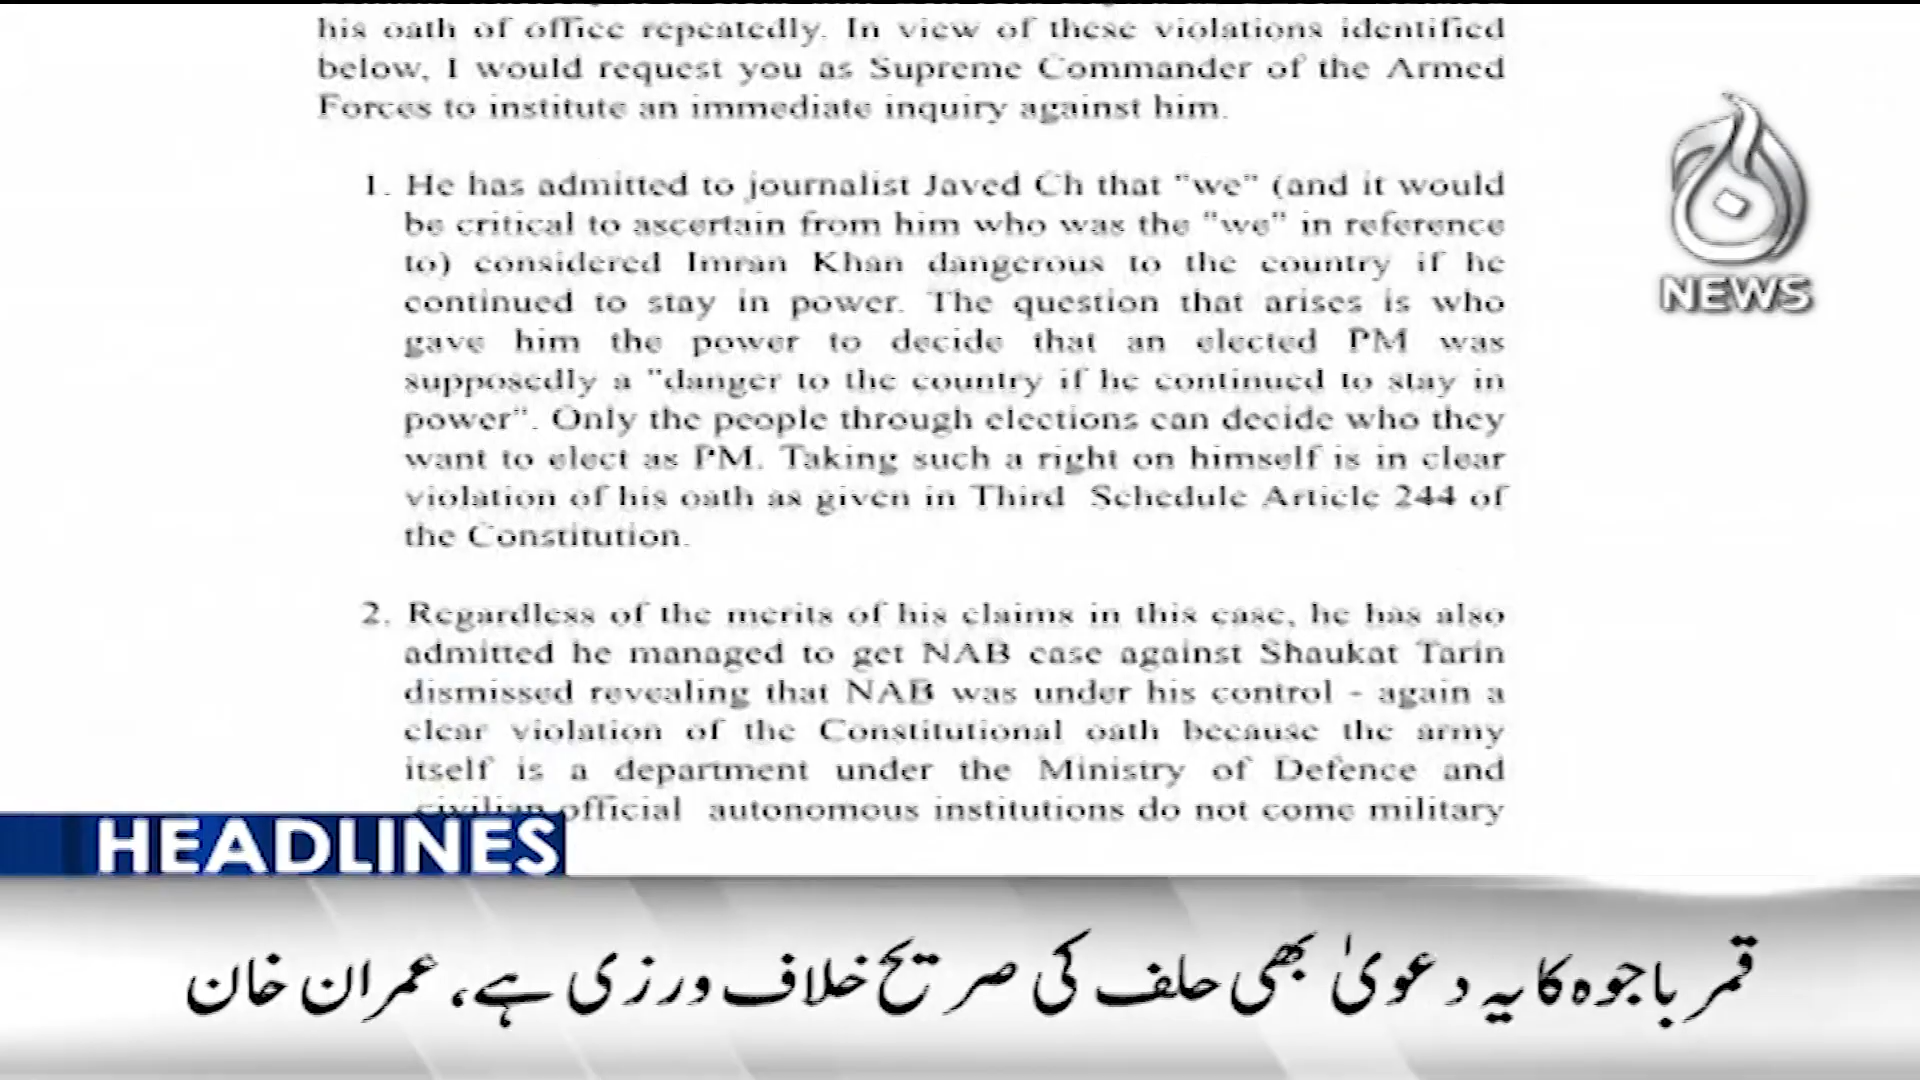 his oath of office repeatedly. In view of these violations identified
below, I would request you as Supreme Commander of the Armed
Forces to institute an immediate inquiry against him.
1. He has admitted to journalist Javed Ch that "we" (and it would
be critical to ascertain from him who was the "we" in reference
to) considered Imran Khan dangerous to the country if he
continued to stay in power. The question that arises is who
gave him the power to decide that an elected PM was
supposedly a "danger to the country if he continued to stay in
power". Only the people through elections can decide who they
want to elect as PM. Taking such a right on himself is in clear
violation of his oath as given in Third Schedule Article 244 of
the Constitution.
2. Regardless of the merits of his claims in this case, he has also
admitted he managed to get NAB case against Shaukat Tarin
dismissed revealing that NAB was under his control - again a
clear violation of the Constitutional oath because the army
itself is a department under the Ministry of Defence and
civilian official autonomous institutions do not come military
ن
NEWS
HEADLINES
قمر باجوہ کا یہ دعویٰ بھی حلف کی صریح خلاف ورزی ہے، عمران خان